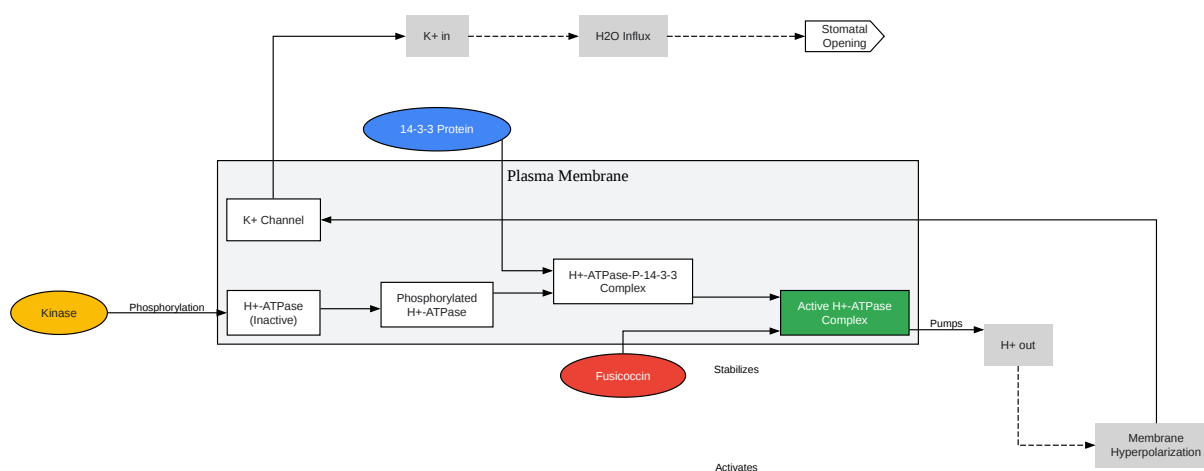 K+ in
H2O Influx
Stomatal
Opening
14-3-3 Protein
Plasma Membrane
K+ Channel
H+-ATPase-P-14-3-3
Complex
Kinase
Phosphorylation
H+-ATPase
(Inactive)
Phosphorylated
H+-ATPase
Active H+-ATPase
Complex
Pumps
H+ out
Fusicoccin
Stabilizes
Membrane
Hyperpolarization
Activates